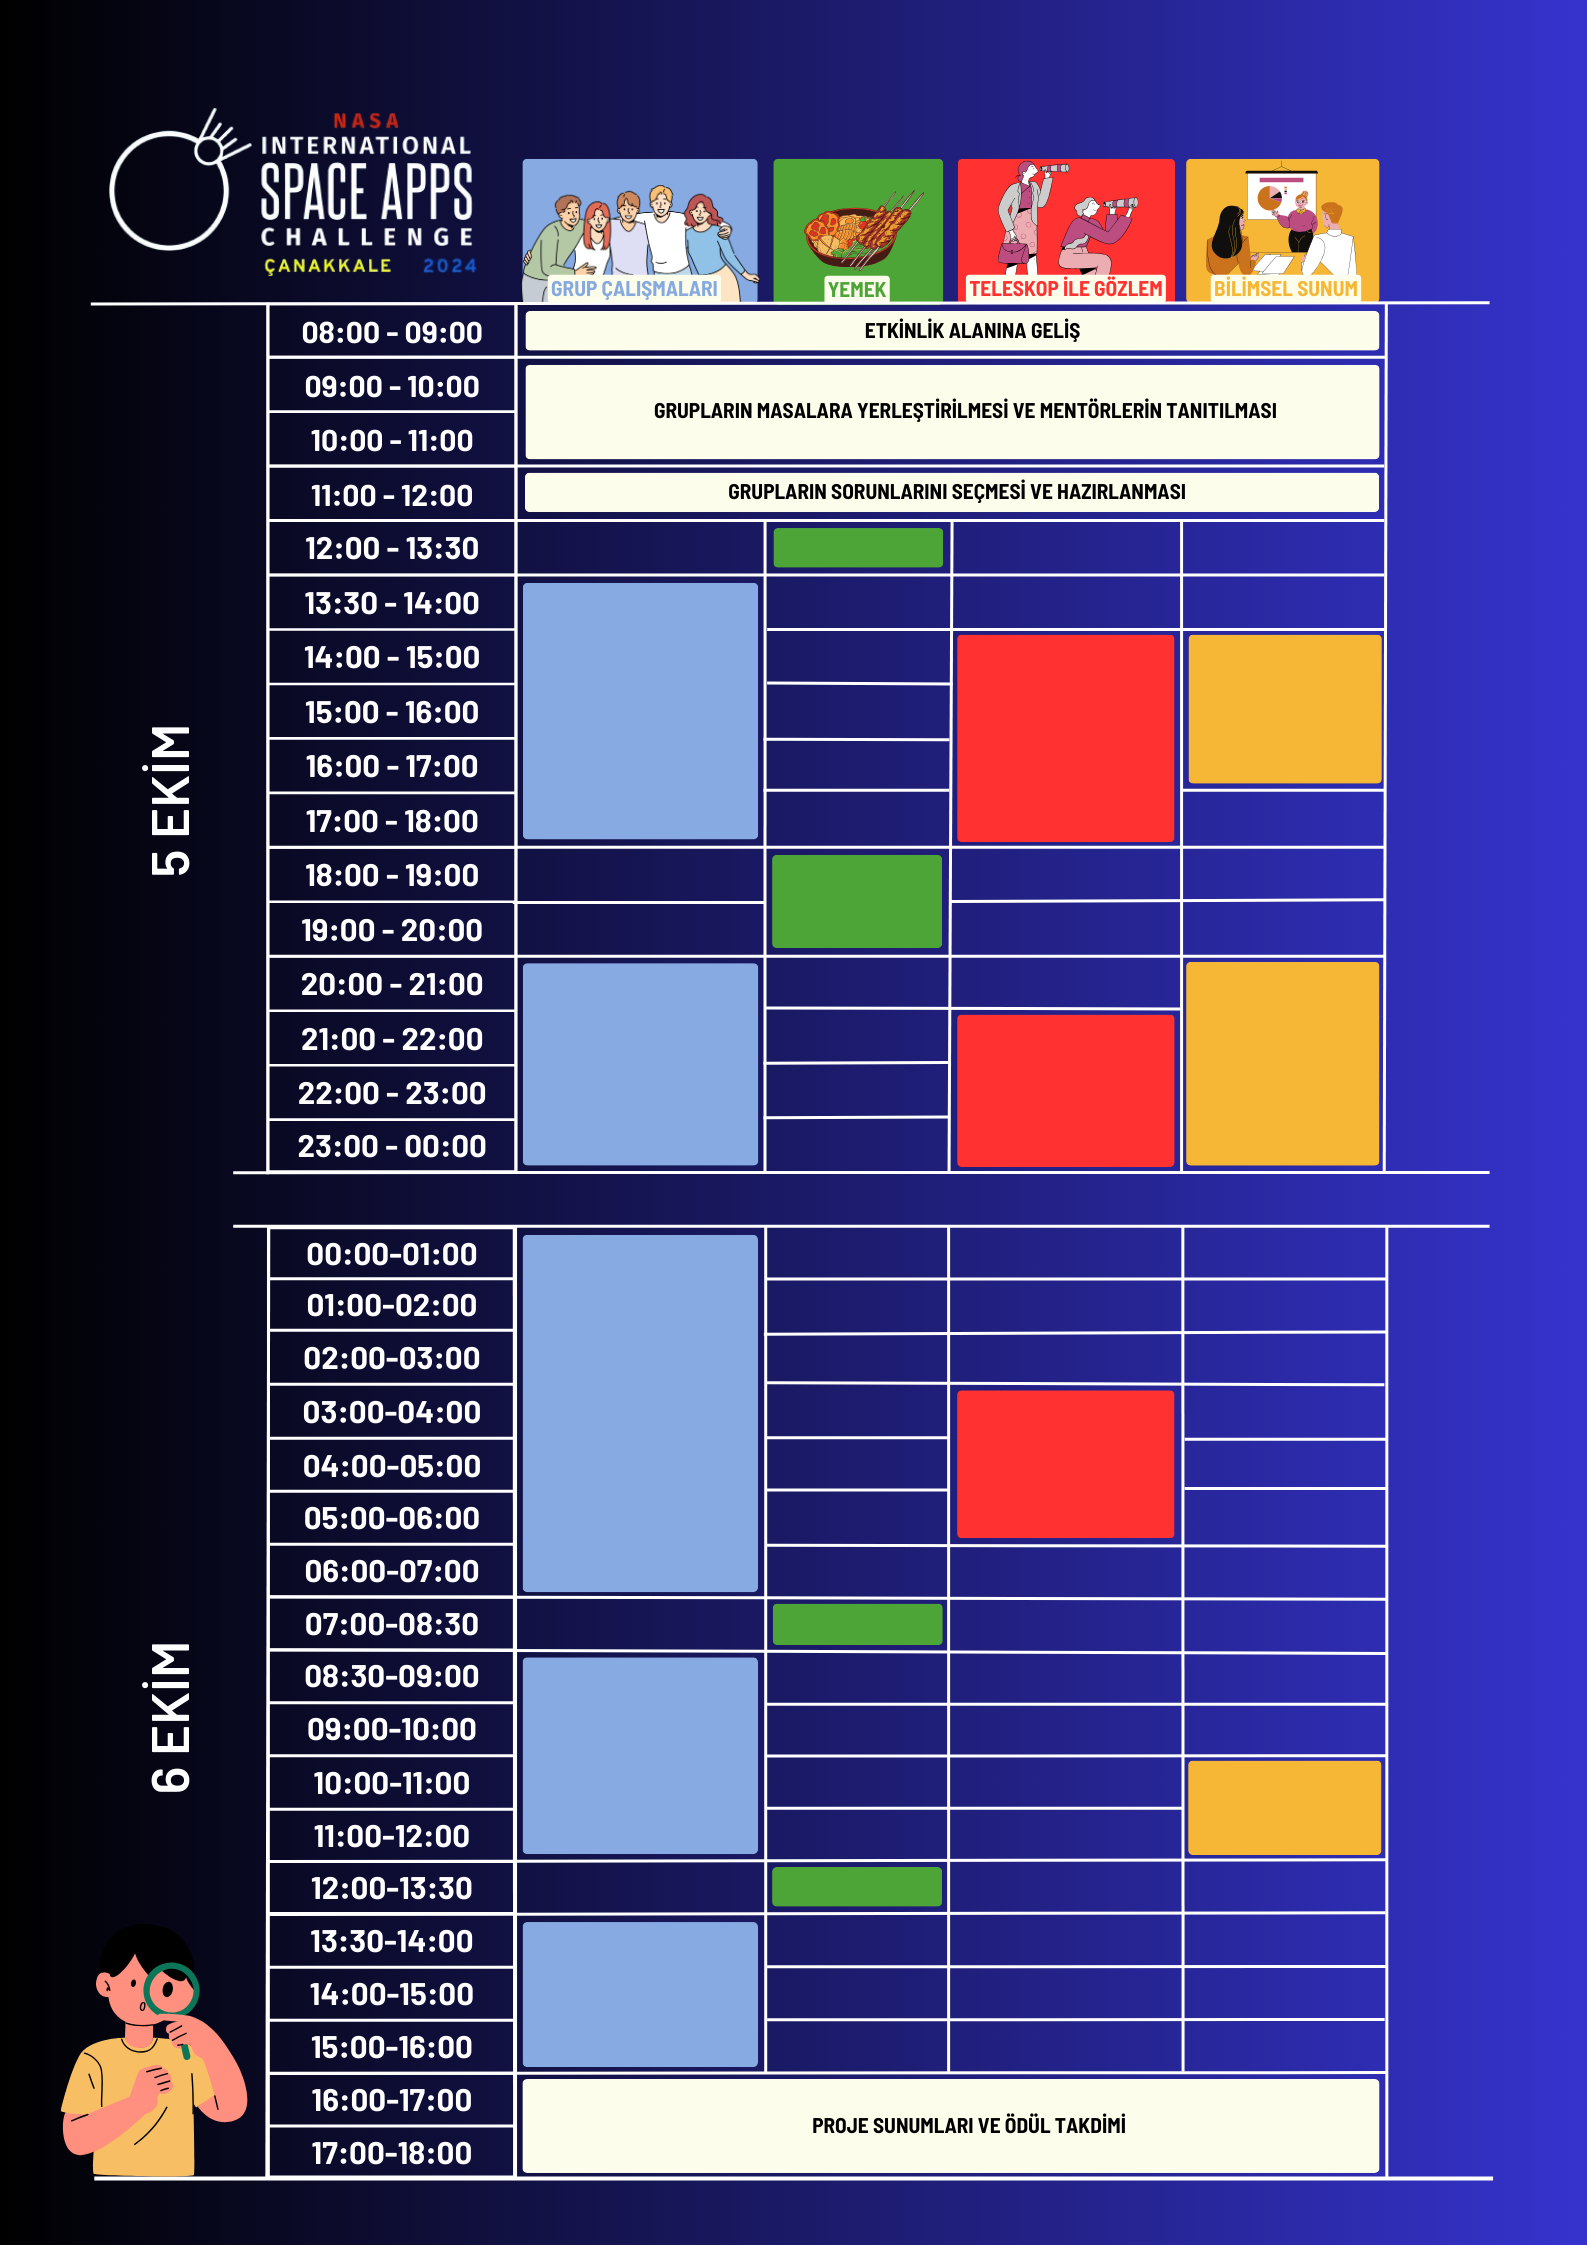 NASA
INTERNATIONAL
SPACE APPS
CHALLENGE
ÇANAKKALE 2024
GRUP ÇALIŞMALARI
YEMEK
TELESKOP İLE GÖZLEM
BİLİMSEL SUNUM
5 EKİM
08:00 - 09:00
ETKİNLİK ALANINA GELİŞ
09:00 - 10:00
GRUPLARIN MASALARA YERLEŞTİRİLMESİ VE MENTÖRLERİN TANITILMASI
10:00 - 11:00
11:00 - 12:00
GRUPLARIN SORUNLARINI SEÇMESİ VE HAZIRLANMASI
12:00 - 13:30
13:30 - 14:00
14:00 - 15:00
15:00 - 16:00
16:00 - 17:00
17:00 - 18:00
18:00 - 19:00
19:00 - 20:00
20:00 - 21:00
21:00 - 22:00
22:00 - 23:00
23:00 - 00:00
6 EKİM
00:00-01:00
01:00-02:00
02:00-03:00
03:00-04:00
04:00-05:00
05:00-06:00
06:00-07:00
07:00-08:30
08:30-09:00
09:00-10:00
10:00-11:00
11:00-12:00
12:00-13:30
13:30-14:00
14:00-15:00
15:00-16:00
16:00-17:00
PROJE SUNUMLARI VE ÖDÜL TAKDİMİ
17:00-18:00